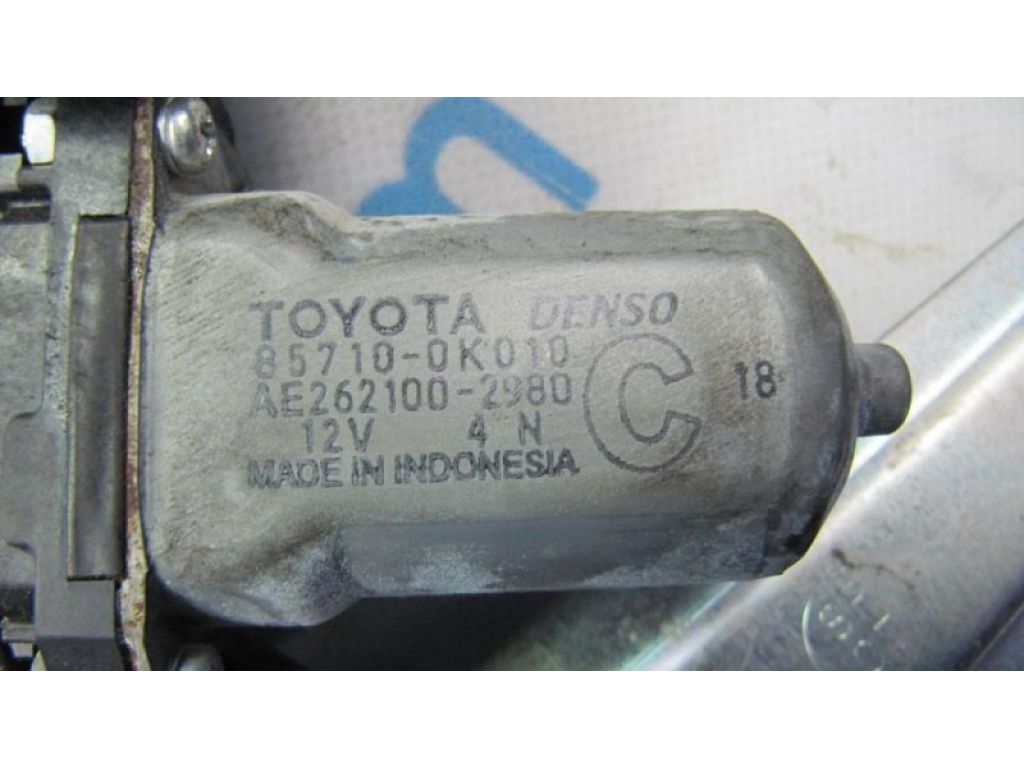 TOYOTA DENSO
85710-0K010
AE262100-2980
12V 4 N
MADE IN INDONESIA
C
18